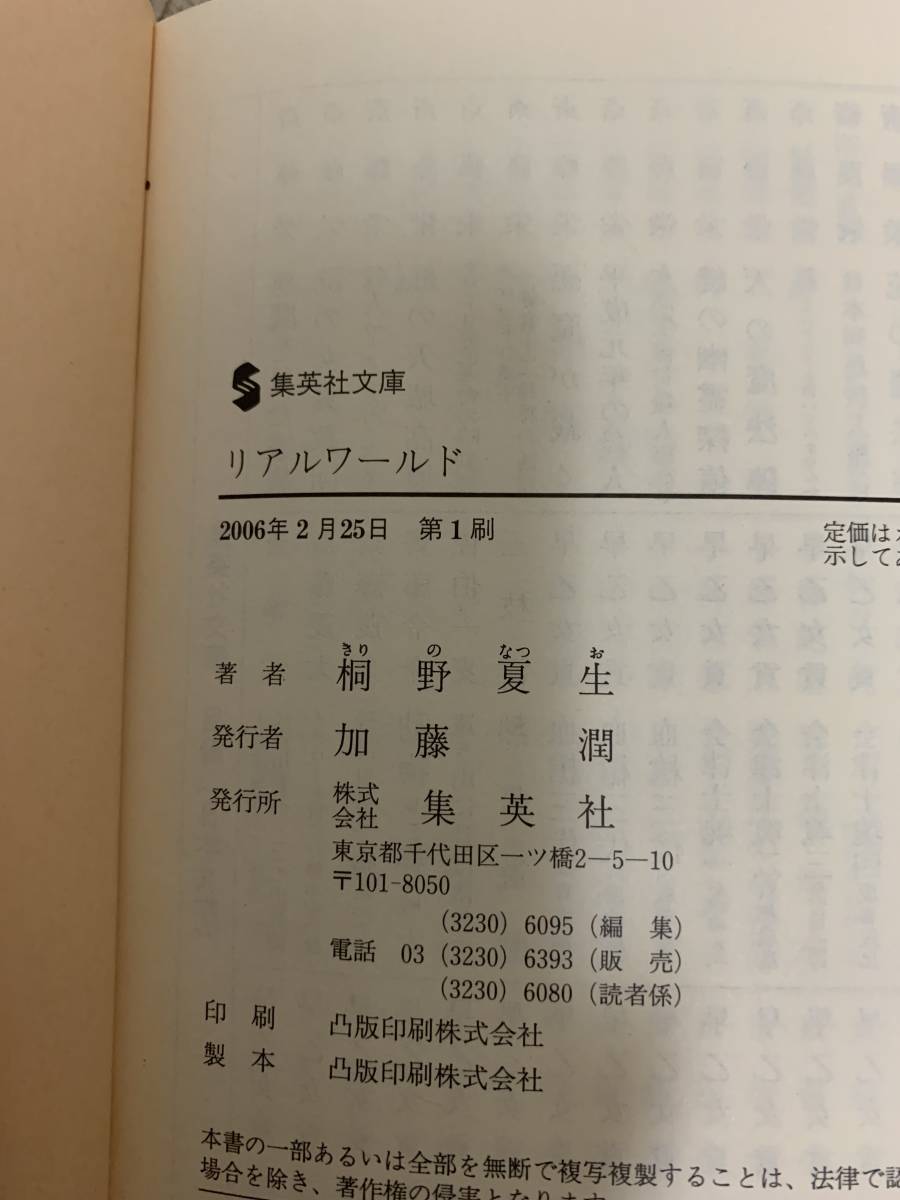 集英社文庫
リアルワールド
2006年2月25日 第1刷
定価は
示してあ
きり の なつ お
著者 桐野夏生
発行者 加藤 潤
発行所 株式会社 集英社
東京都千代田区一ツ橋2—5—10
〒101-8050
(3230) 6095 (編集)
電話 03 (3230) 6393 (販売)
(3230) 6080 (読者係)
印刷 凸版印刷株式会社
製本 凸版印刷株式会社
本書の一部あるいは全部を無断で複写複製することは、法律で認
場合を除き、著作権の侵害となります